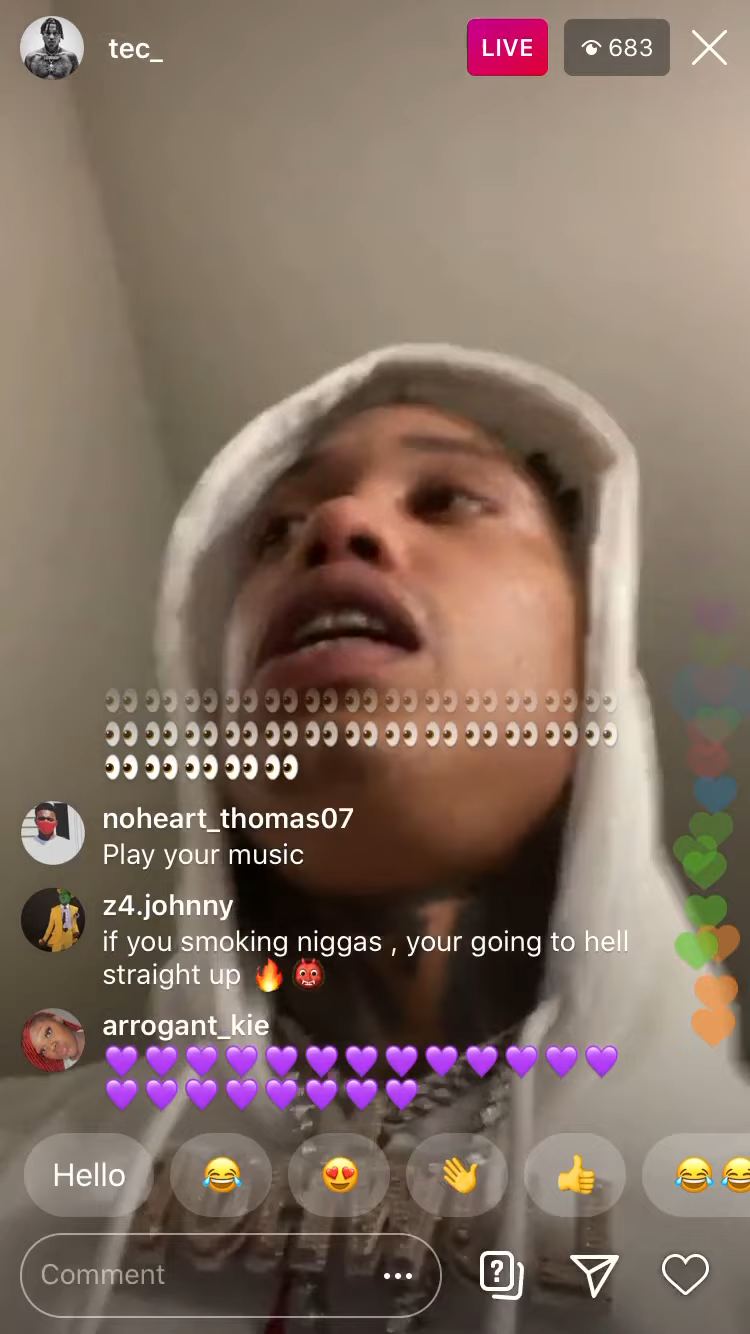 tec_
LIVE
683
noheart_thomas07
Play your music
z4.johnny
if you smoking niggas , your going to hell
straight up 🔥 👹
arrogant_kie
Hello
Comment